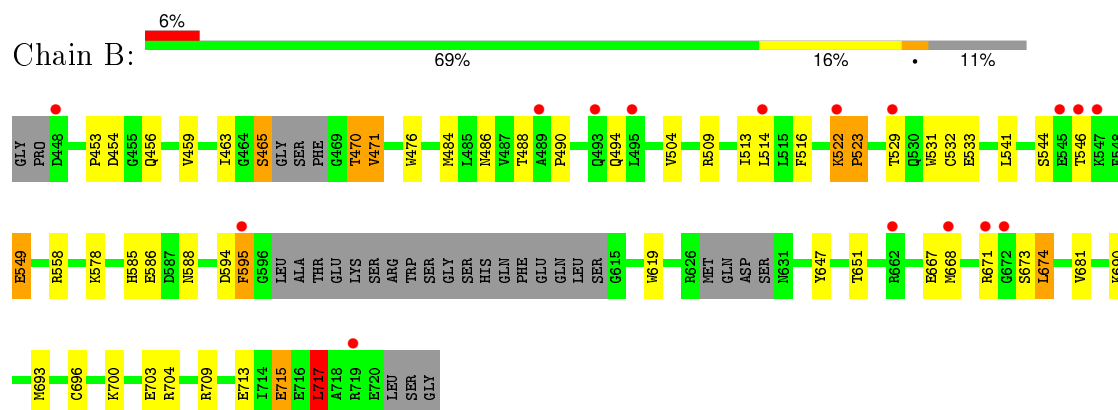 6%
Chain B:
69% 16% • 11%
GLY PRO D448 P453 D454 G455 Q456 V459 I463 G464 S465 GLY SER PHE G469 T470 V471 W476 M484 L485 N486 V487 T488 A489 P490 Q493 Q494 L495 V504 R509 I513 L514 L515 F516 K522 P523 T529 Q530 W531 C532 E533 L541 S544 E545 T546 K547 F548
E549 R558 K578 H585 E586 D587 N588 D594 F595 G596 LEU ALA THR GLU LYS SER ARG TRP SER GLY SER HIS GLN PHE GLU GLN LEU SER G615 W619 R626 MET GLN ASP SER N631 Y647 T651 R662 E667 M668 R671 G672 S673 L674 V681 K690
M693 C696 K700 E703 R704 R709 E713 I714 E715 E716 L717 A718 R719 E720 LEU SER GLY